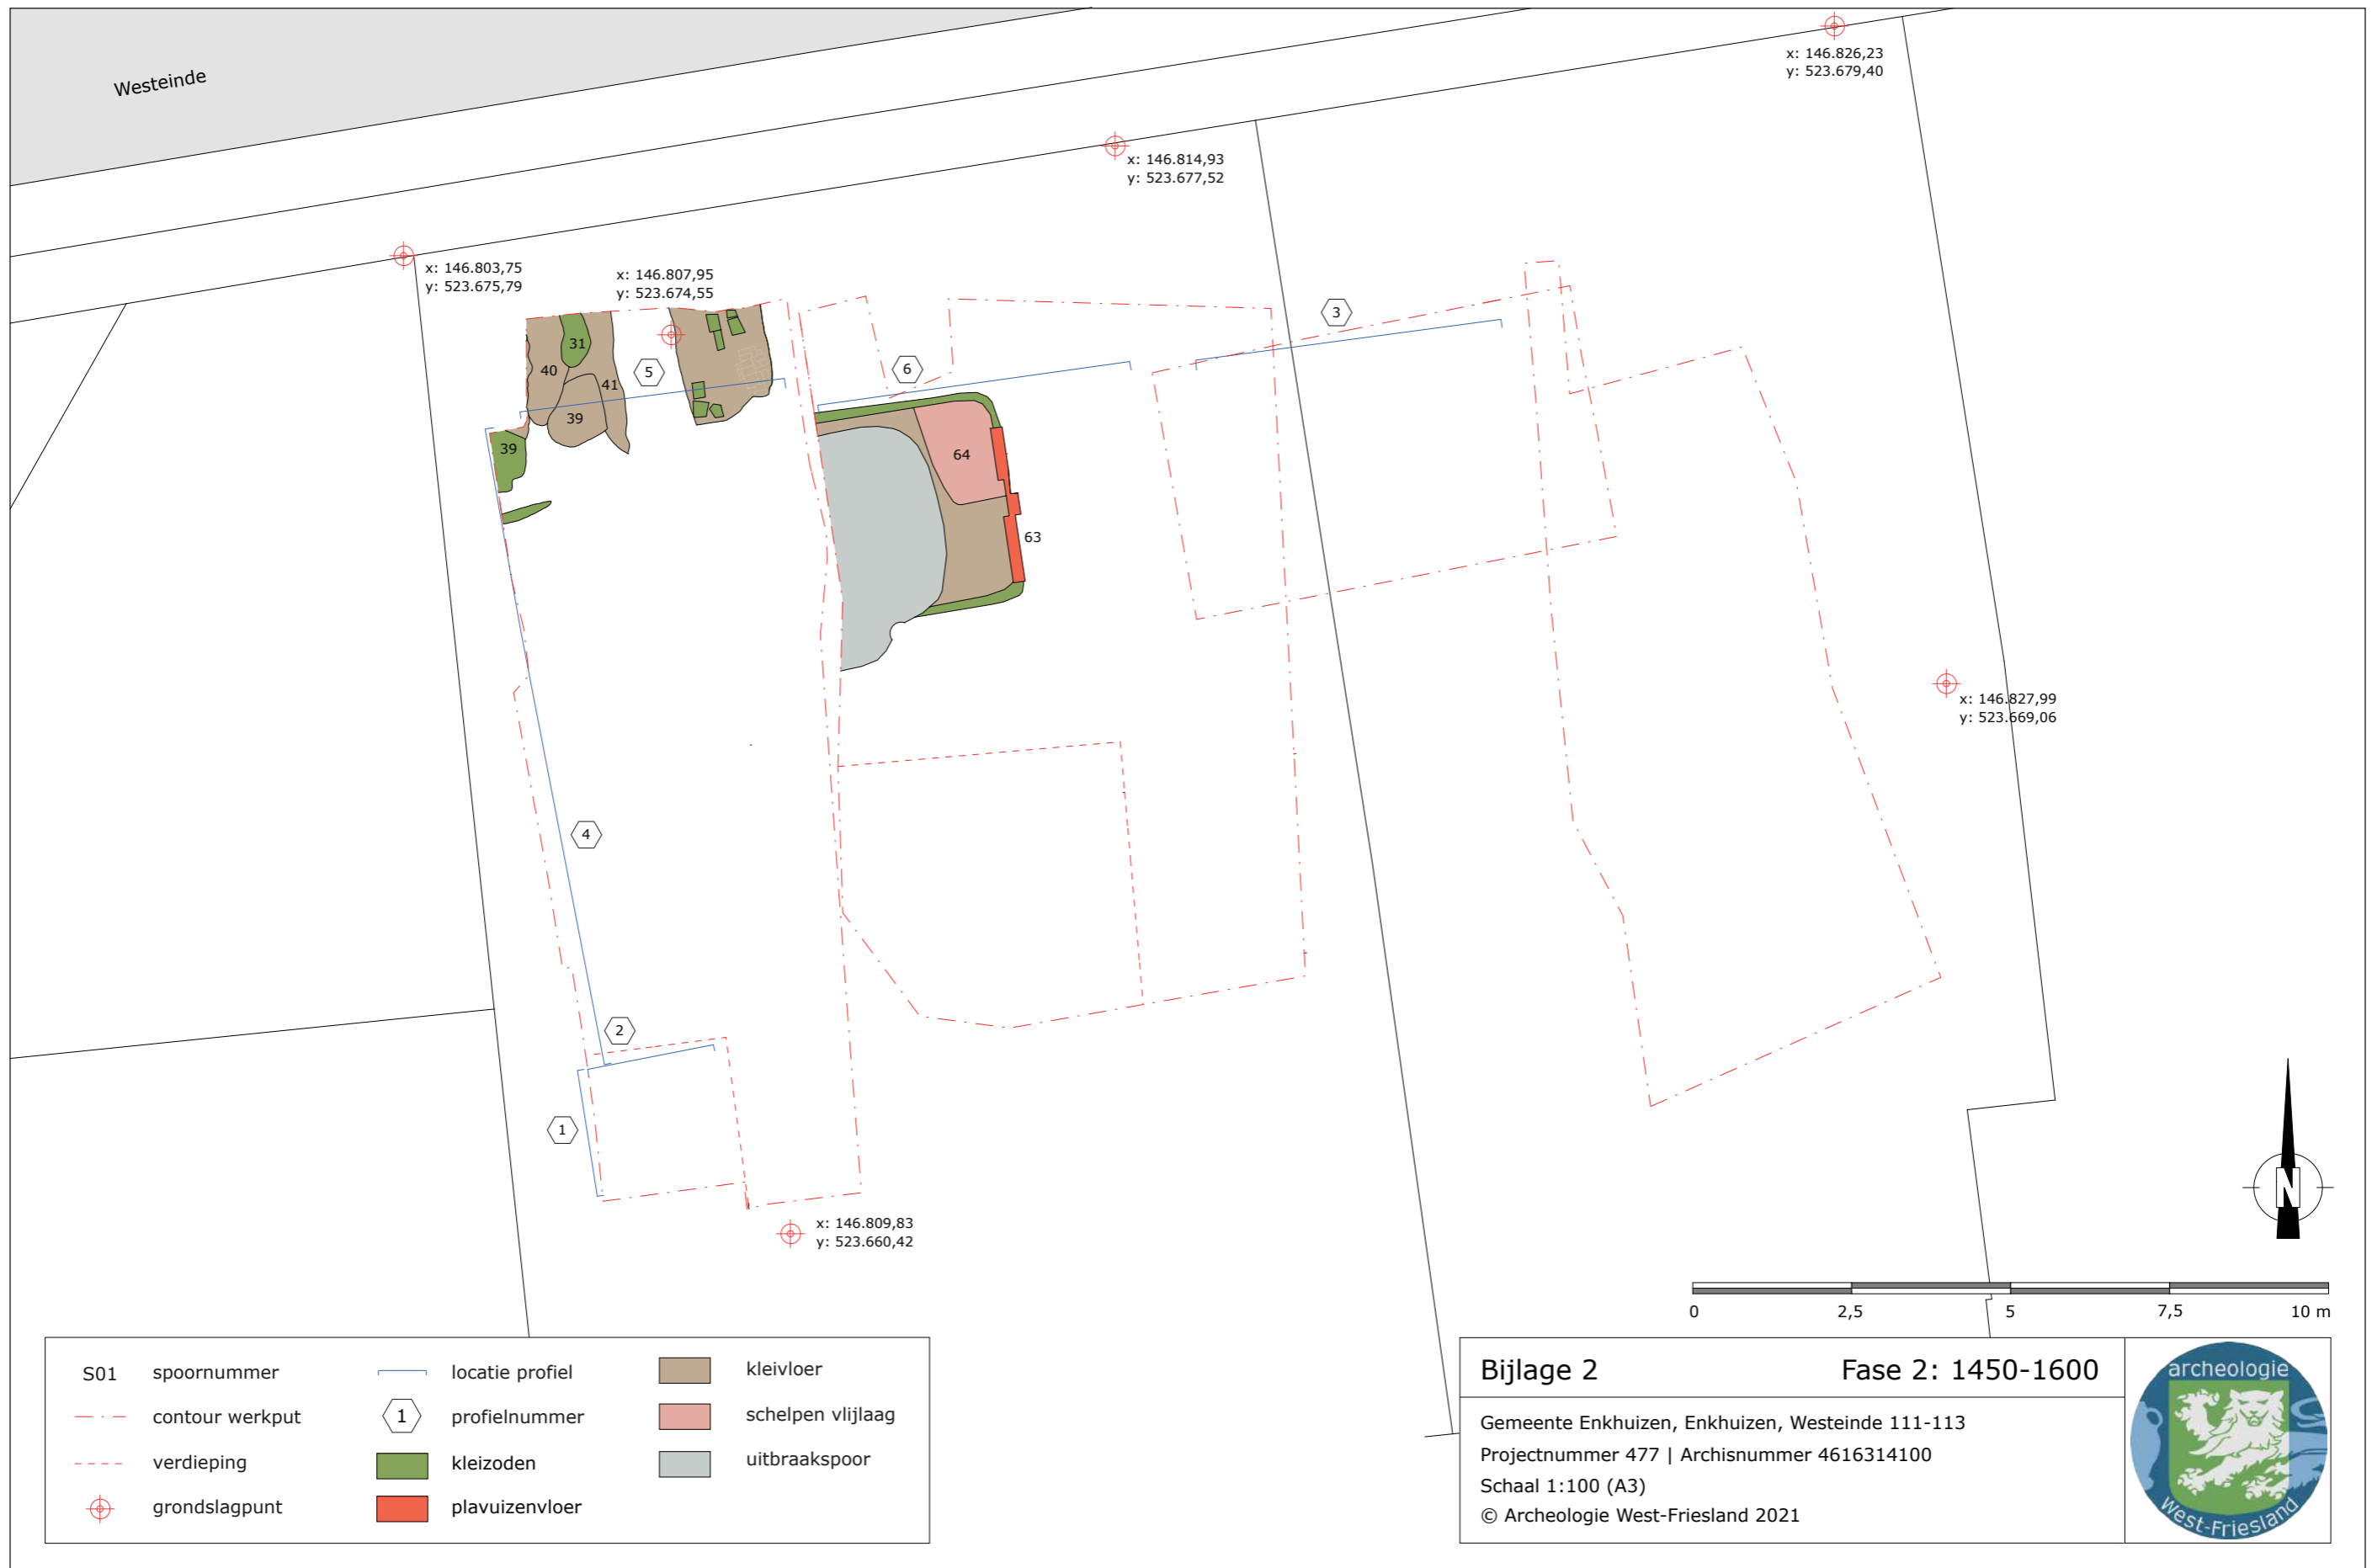 Westeinde
x: 146.826,23
y: 523.679,40
x: 146.814,93
y: 523.677,52
x: 146.803,75
y: 523.675,79
x: 146.807,95
y: 523.674,55
3
31
40
5
41
6
39
39
64
63
x: 146.827,99
y: 523.669,06
4
2
1
x: 146.809,83
y: 523.660,42
N
0 2,5 5 7,5 10 m
S01 spoornummer
contour werkput
verdieping
grondslagpunt
locatie profiel
1 profielnummer
kleizoden
plavuizenvloer
kleivloer
schelpen vlijlaag
uitbraakspoor
Bijlage 2 Fase 2: 1450-1600
Gemeente Enkhuizen, Enkhuizen, Westeinde 111-113
Projectnummer 477 | Archisnummer 4616314100
Schaal 1:100 (A3)
© Archeologie West-Friesland 2021
archeologie
West-Friesland